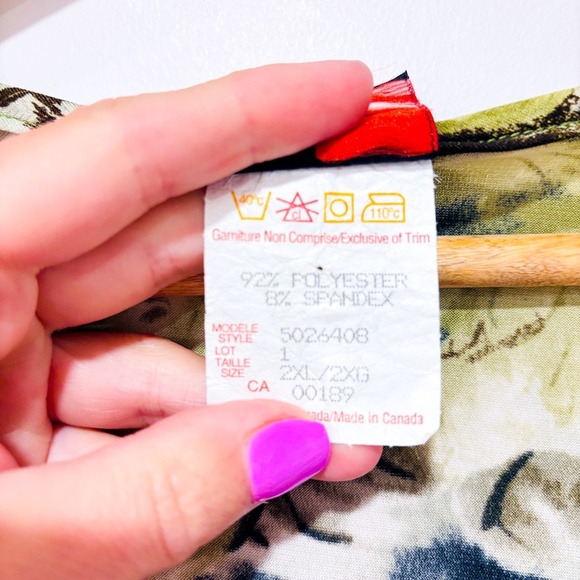 40°c cl 110°c
Garniture Non Comprise/Exclusive of Trim
92% POLYESTER
8% SPANDEX
MODELE
STYLE 5026408
LOT 1
TAILLE
SIZE 2XL/2XG
CA 00189
/Made in Canada